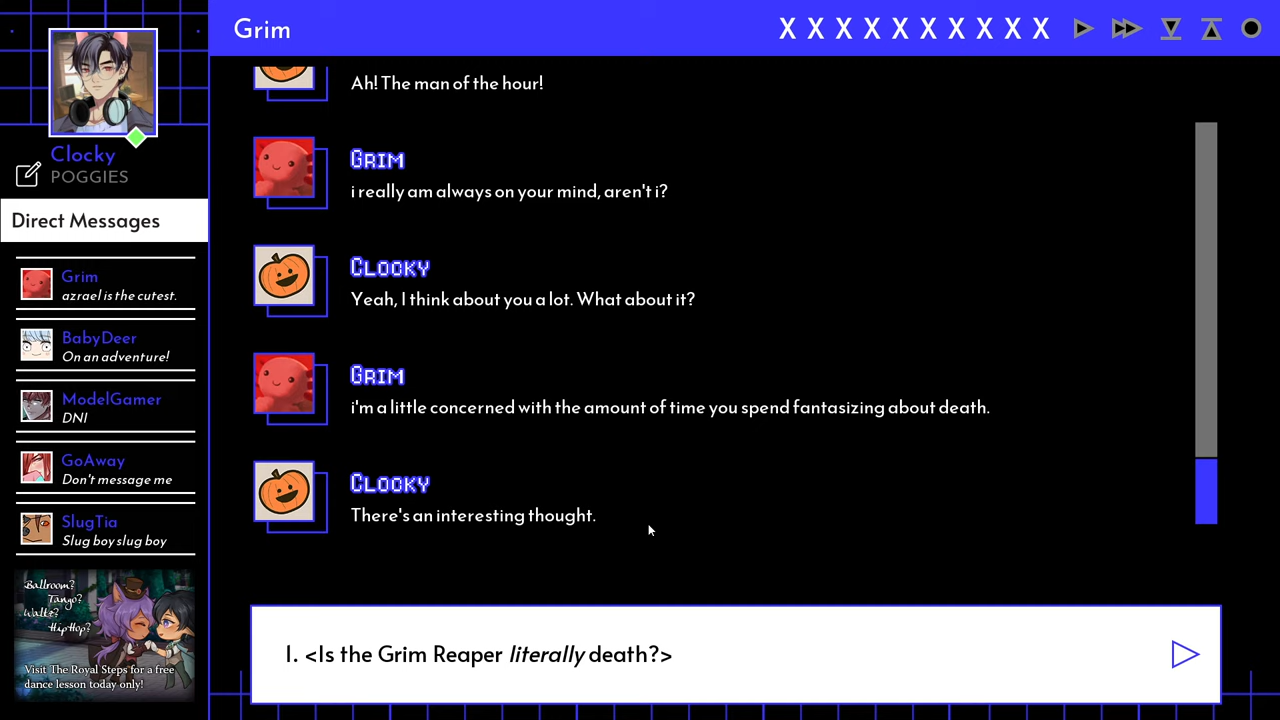 Grim
X X X X X X X X X X
Clocky
POGGIES
Direct Messages
Grim
azrael is the cutest.
BabyDeer
On an adventure!
ModelGamer
DNI
GoAway
Don't message me
SlugTia
Slug boy slug boy
Ballroom?
Tango?
Waltz?
HipHop?
Visit The Royal Steps for a free
dance lesson today only!
Ah! The man of the hour!
Grim
i really am always on your mind, aren't i?
Clocky
Yeah, I think about you a lot. What about it?
Grim
i'm a little concerned with the amount of time you spend fantasizing about death.
Clocky
There's an interesting thought.
1. <Is the Grim Reaper literally death?>